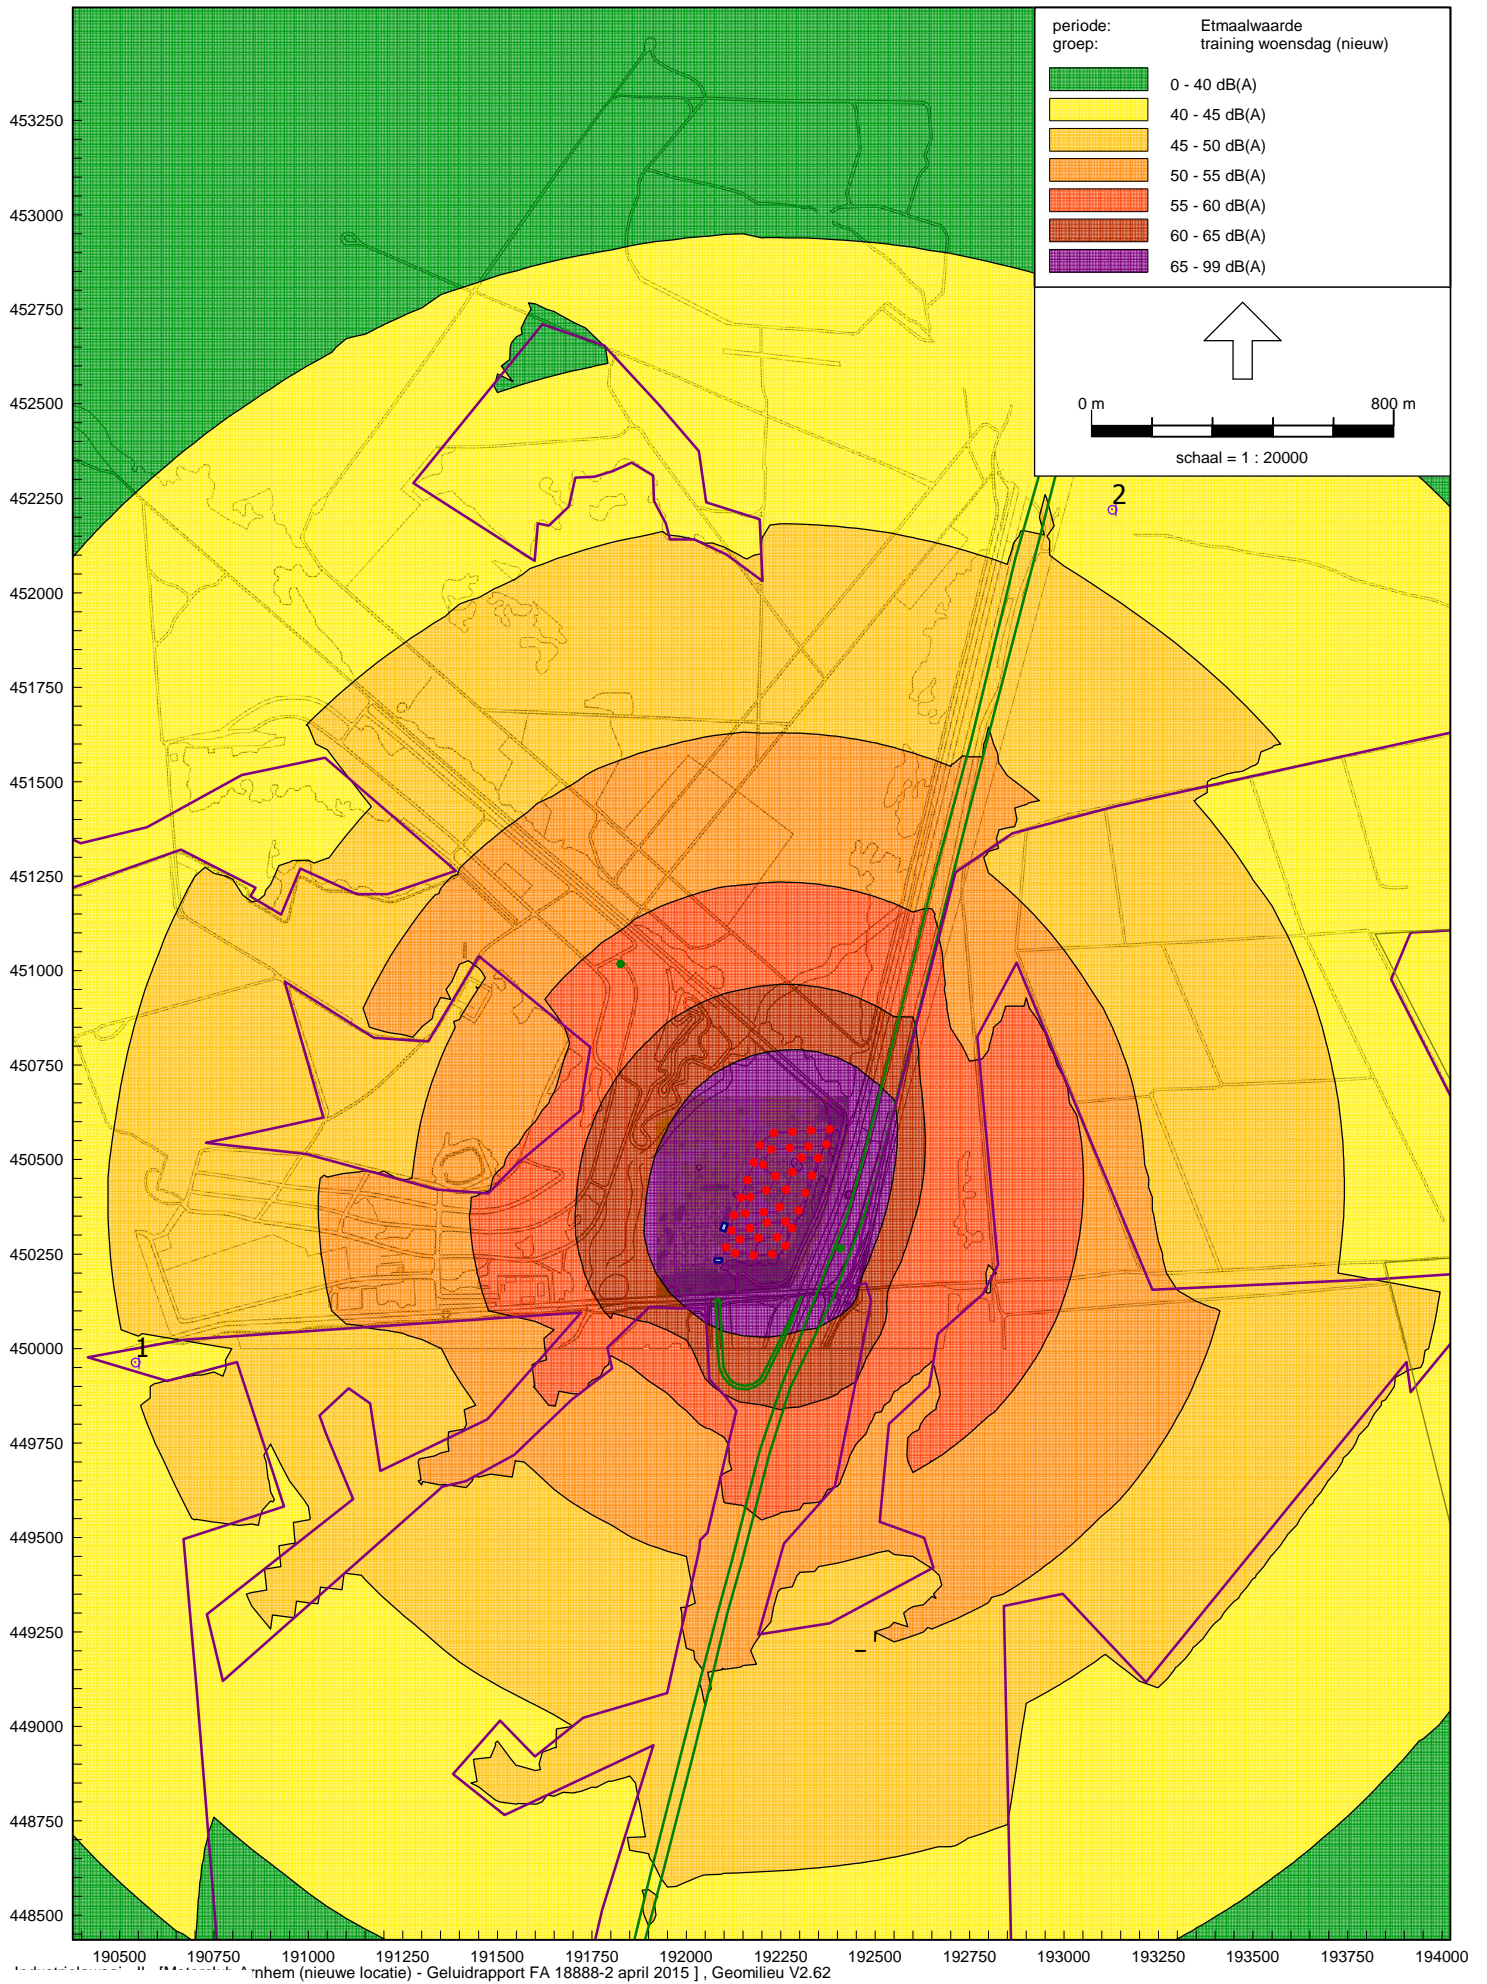 periode: Etmaalwaarde
groep: training woensdag (nieuw)
0 - 40 dB(A)
40 - 45 dB(A)
45 - 50 dB(A)
50 - 55 dB(A)
55 - 60 dB(A)
60 - 65 dB(A)
65 - 99 dB(A)
0 m 800 m
schaal = 1 : 20000
453250
453000
452750
452500
452250
452000
451750
451500
451250
451000
450750
450500
450250
450000
449750
449500
449250
449000
448750
448500
2
1
190500 190750 191000 191250 191500 191750 192000 192250 192500 192750 193000 193250 193500 193750 194000
(nieuwe locatie) - Geluidrapport FA 18888-2 april 2015 ] , Geomilieu V2.62